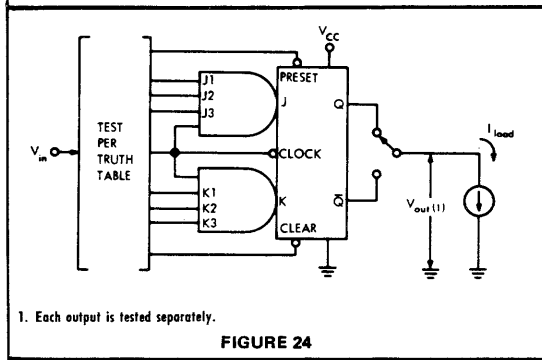 VCC
PRESET
J1
J2
J3
J
Q
Iload
TEST
PER
TRUTH
TABLE
Vin
CLOCK
K1
K2
K3
K
Q̅
Vout(1)
CLEAR
1. Each output is tested separately.
FIGURE 24